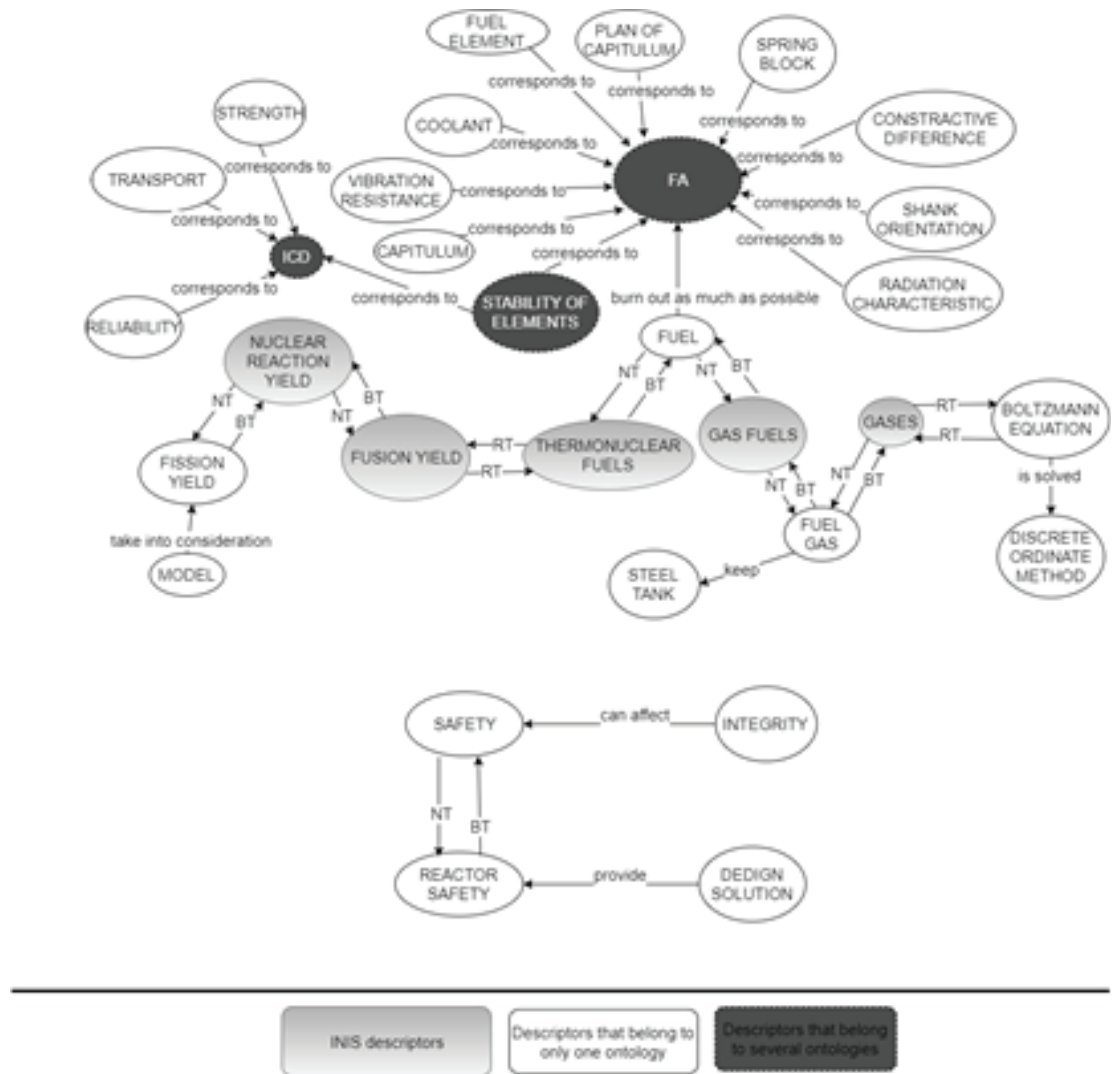 FUEL
ELEMENT
PLAN OF
CAPITULUM
SPRING
BLOCK
corresponds to
corresponds to
corresponds to
STRENGTH
COOLANT
corresponds to
CONSTRACTIVE
DIFFERENCE
corresponds to
corresponds to
TRANSPORT
VIBRATION
RESISTANCE
corresponds to
FA
corresponds to
SHANK
ORIENTATION
corresponds to
CAPITULUM
corresponds to
corresponds to
corresponds to
ICD
RADIATION
CHARACTERISTIC
corresponds to
corresponds to
STABILITY OF
ELEMENTS
burn out as much as possible
RELIABILITY
FUEL
NUCLEAR
REACTION
YIELD
NT
BT
NT
BT
NT
BT
NT
BT
GASES
RT
RT
BOLTZMANN
EQUATION
FISSION
YIELD
FUSION YIELD
RT
RT
THERMONUCLEAR
FUELS
GAS FUELS
NT
BT
NT
BT
is solved
take into consideration
MODEL
FUEL
GAS
STEEL
TANK
keep
DISCRETE
ORDINATE
METHOD
SAFETY
can affect
INTEGRITY
NT
BT
REACTOR
SAFETY
provide
DEDIGN
SOLUTION
INIS descriptors
Descriptors that belong to
only one ontology
Descriptors that belong
to several ontologies